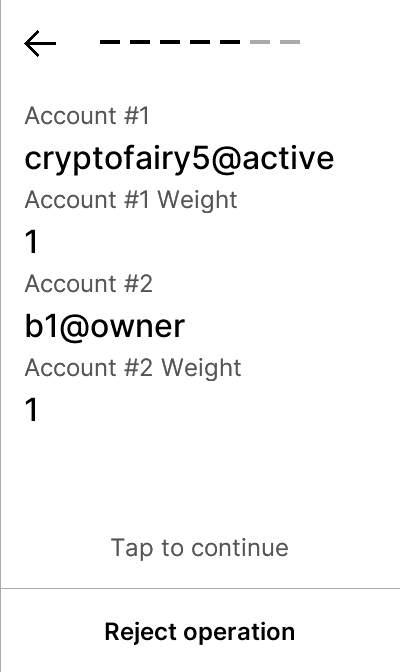 Account #1
cryptofairy5@active
Account #1 Weight
1
Account #2
b1@owner
Account #2 Weight
1
Tap to continue
Reject operation